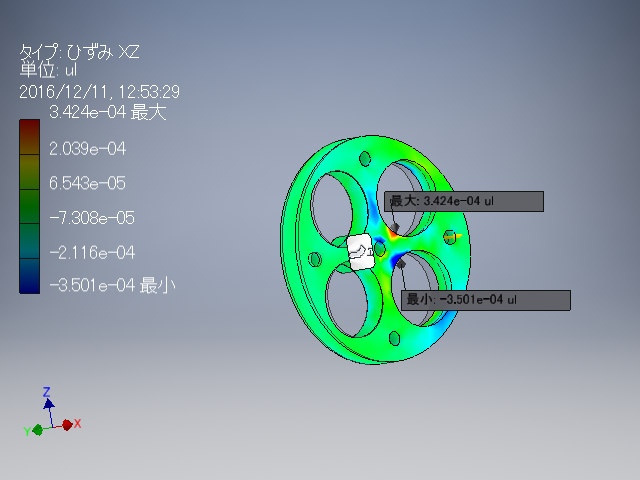 タイプ: ひずみ XZ
単位: ul
2016/12/11, 12:53:29
3.424e-04 最大
2.039e-04
6.543e-05
-7.308e-05
-2.116e-04
-3.501e-04 最小
最大: 3.424e-04 ul
最小: -3.501e-04 ul
Z
Y
X